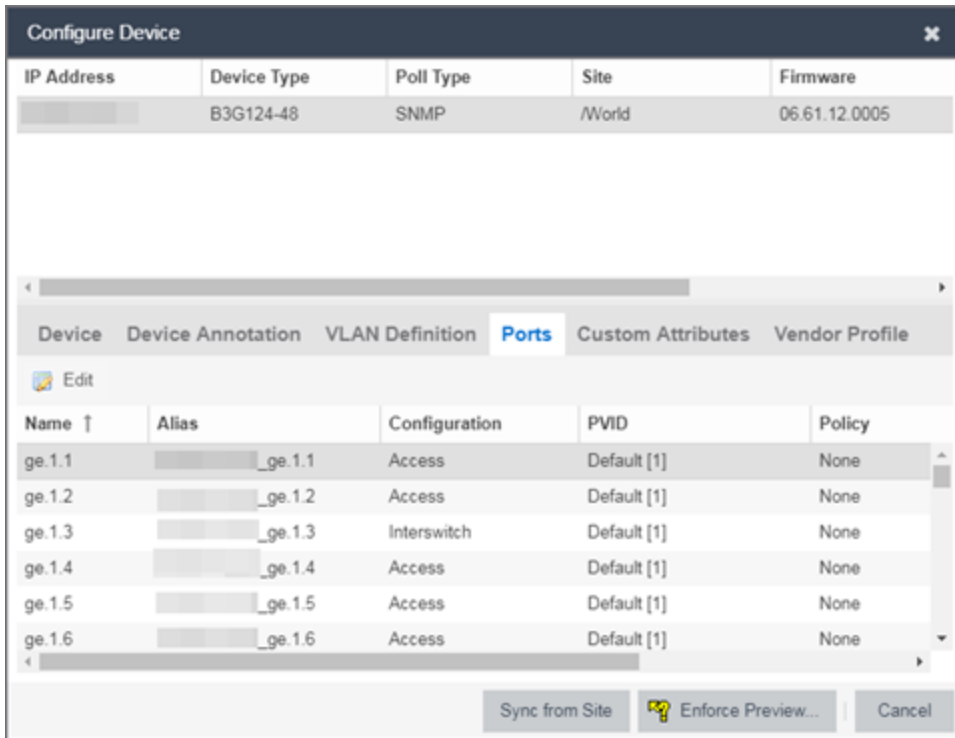 Configure Device
IP Address Device Type Poll Type Site Firmware
B3G124-48 SNMP /World 06.61.12.0005
Device Device Annotation VLAN Definition Ports Custom Attributes Vendor Profile
Edit
Name ↑ Alias Configuration PVID Policy
ge.1.1 _ge.1.1 Access Default [1] None
ge.1.2 _ge.1.2 Access Default [1] None
ge.1.3 _ge.1.3 Interswitch Default [1] None
ge.1.4 _ge.1.4 Access Default [1] None
ge.1.5 _ge.1.5 Access Default [1] None
ge.1.6 _ge.1.6 Access Default [1] None
Sync from Site Enforce Preview... Cancel